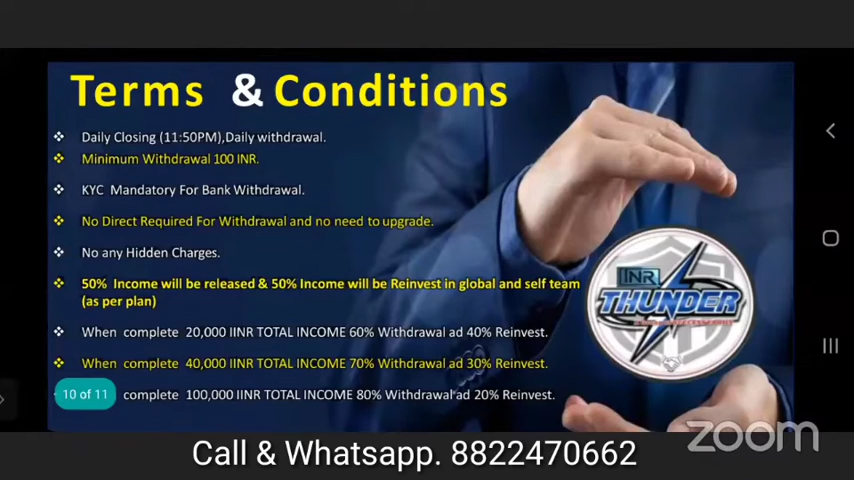 Terms & Conditions
Daily Closing (11:50PM),Daily withdrawal.
Minimum Withdrawal 100 INR.
KYC Mandatory For Bank Withdrawal.
No Direct Required For Withdrawal and no need to upgrade.
No any Hidden Charges.
50% Income will be released & 50% Income will be Reinvest in global and self team
(as per plan)
When complete 20,000 IINR TOTAL INCOME 60% Withdrawal ad 40% Reinvest.
When complete 40,000 IINR TOTAL INCOME 70% Withdrawal ad 30% Reinvest.
complete 100,000 IINR TOTAL INCOME 80% Withdrawal ad 20% Reinvest.
10 of 11
IINR
THUNDER
zoom
Call & Whatsapp. 8822470662